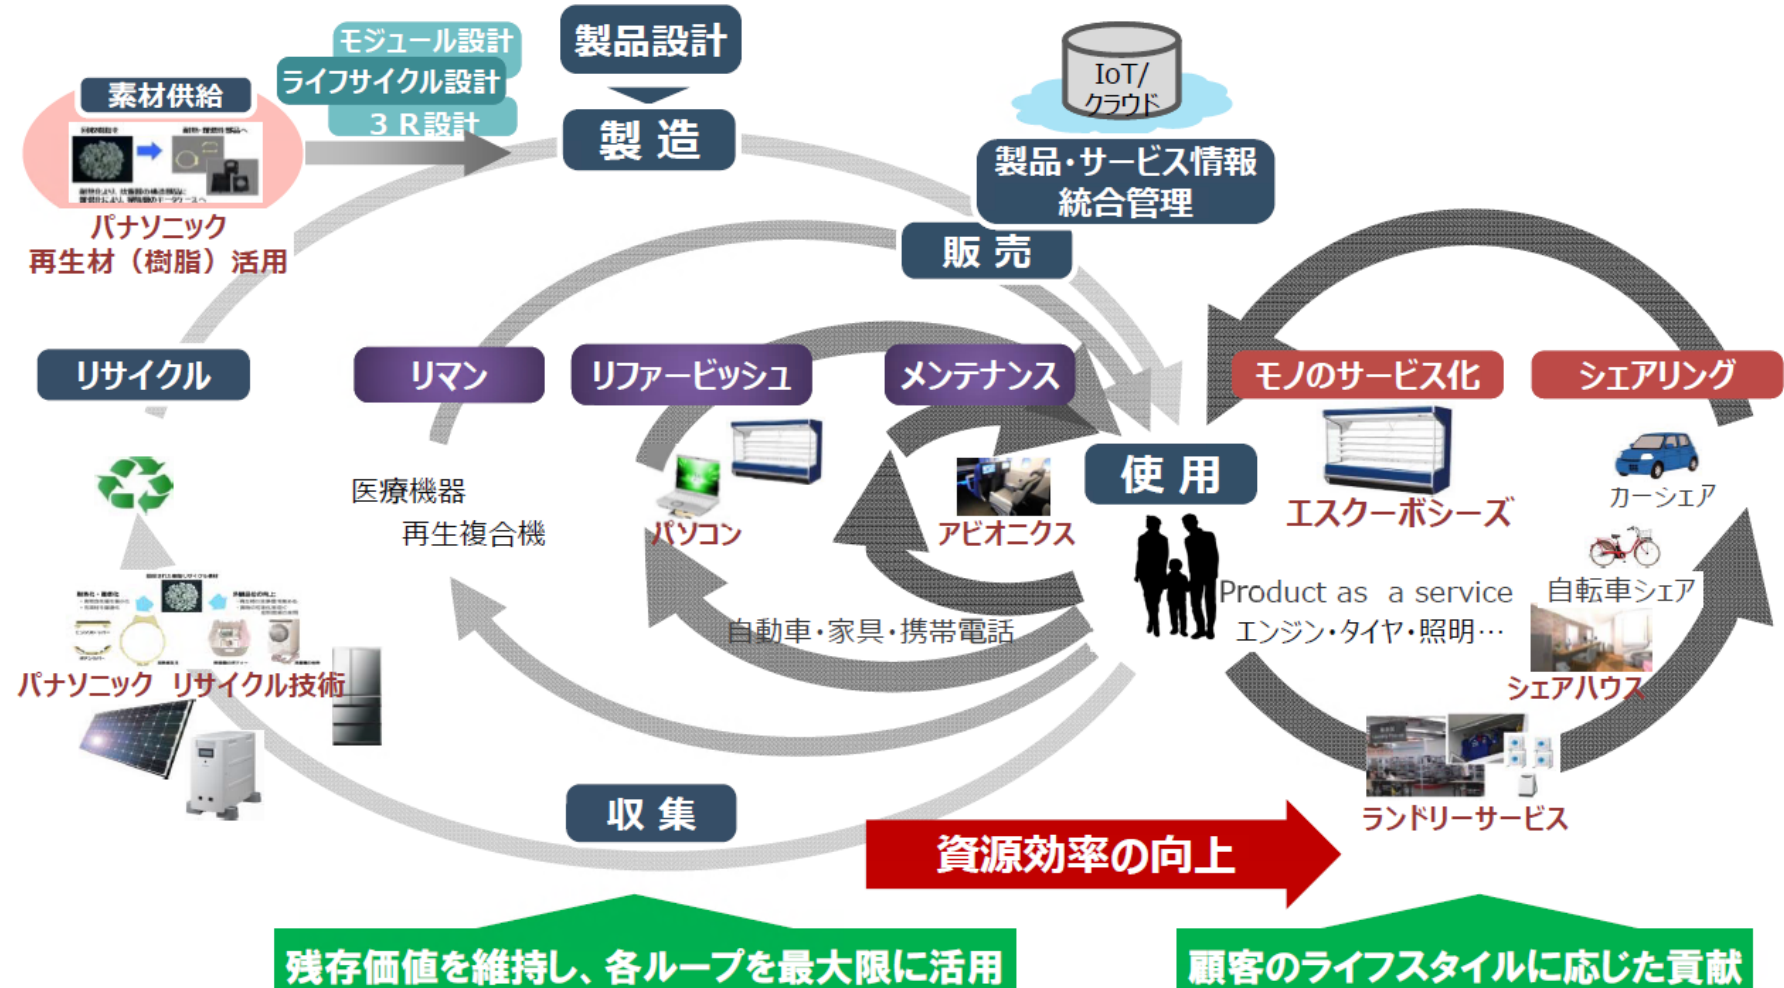 モジュール設計
ライフサイクル設計
3R設計
製品設計
製造
素材供給
パナソニック
再生材（樹脂）活用
IoT/
クラウド
製品・サービス情報
統合管理
販売
リサイクル
リマン
リファービッシュ
メンテナンス
モノのサービス化
シェアリング
医療機器
再生複合機
パソコン
アビオニクス
使用
エスクーボシーズ
カーシェア
自転車シェア
Product as a service
エンジン・タイヤ・照明…
自動車・家具・携帯電話
シェアハウス
パナソニック リサイクル技術
ランドリーサービス
収集
資源効率の向上
残存価値を維持し、各ループを最大限に活用
顧客のライフスタイルに応じた貢献